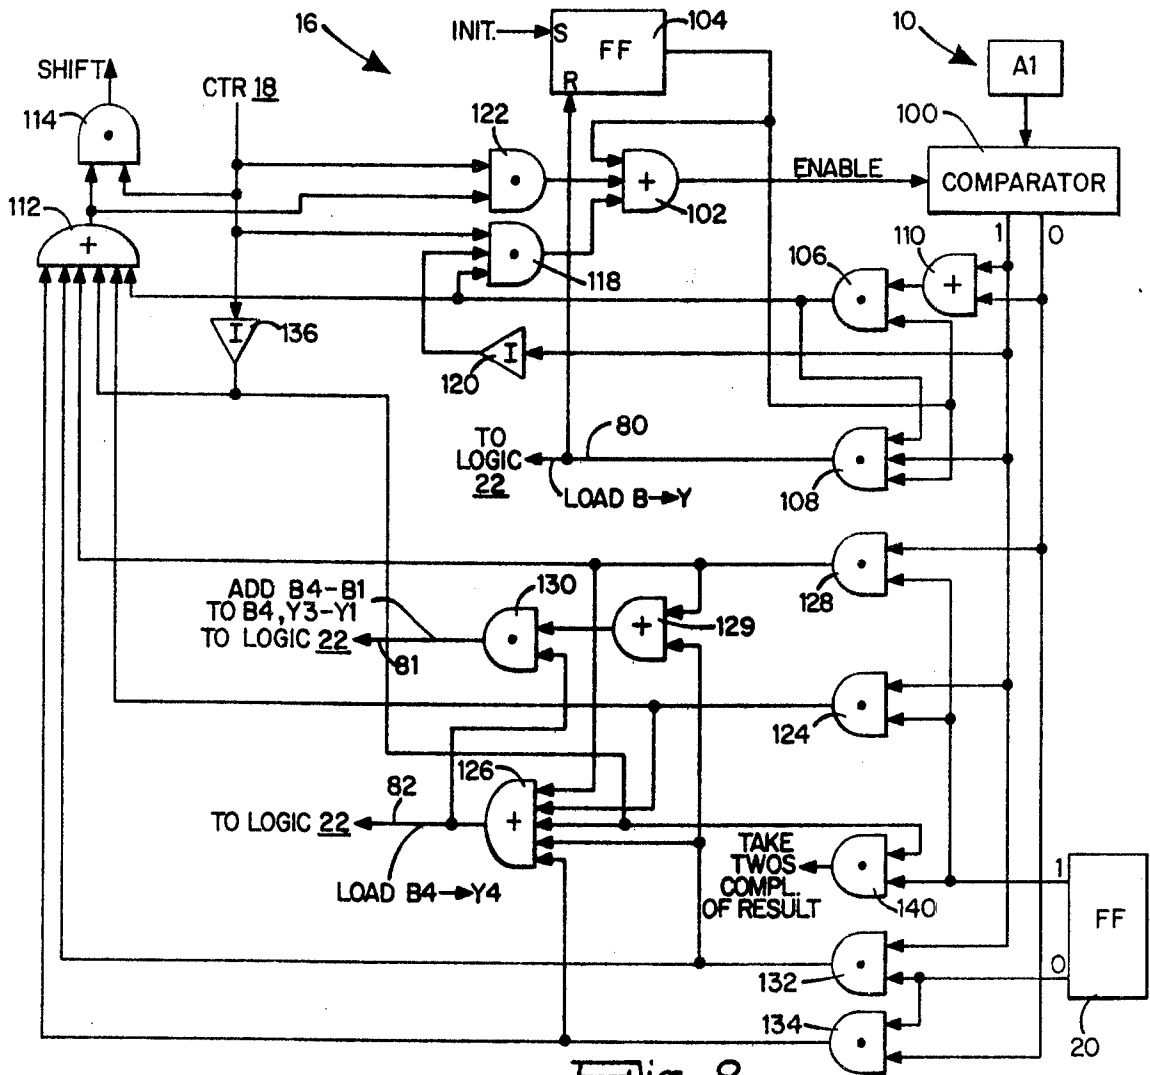 16
INIT.
S
FF
R
104
10
A1
SHIFT
CTR 18
114
122
100
ENABLE
COMPARATOR
112
+
+
102
1
0
110
106
+
118
I
136
I
120
TO
LOGIC
22
80
LOAD B→Y
108
ADD B4-B1
TO B4, Y3-Y1
TO LOGIC 22
130
128
+
129
81
124
126
82
TO LOGIC 22
+
LOAD B4→Y4
TAKE
TWOS
COMPL.
OF RESULT
140
1
FF
0
132
134
20
Fig. 9